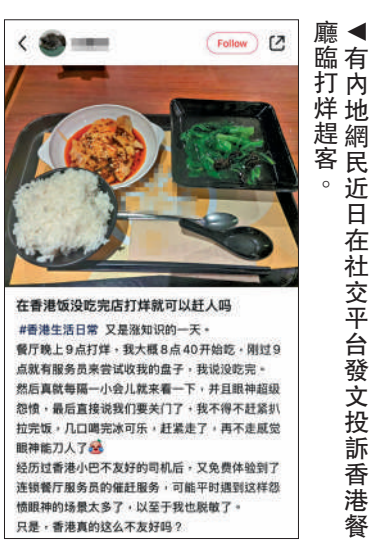 Follow
在香港饭没吃完店打烊就可以赶人吗
#香港生活日常 又是涨知识的一天。
餐厅晚上9点打烊，我大概8点40开始吃，刚过9
点就有服务员来尝试收我的盘子，我说没吃完。
然后真就每隔一小会儿就来看一下，并且眼神超级
怨愤，最后直接说我们要关门了，我不得不赶紧扒
拉完饭，几口喝完冰可乐，赶紧走了，再不走感觉
眼神能刀人了🤡
经历过香港小巴不友好的司机后，又免费体验到了
连锁餐厅服务员的催赶服务，可能平时遇到这样怨
愤眼神的场景太多了，以至于我也脱敏了。
只是，香港真的这么不友好吗？
◀有內地網民近日在社交平台發文投訴香港餐
廳臨打烊趕客。